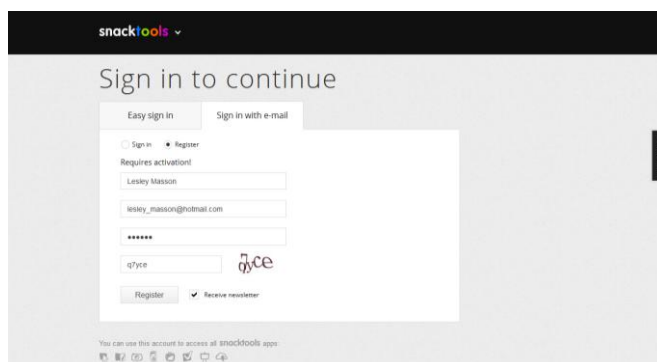 snacktools
Sign in to continue
Easy sign in
Sign in with e-mail
Sign in Register
Requires activation!
Lesley Masson
lesley_masson@hotmail.com
••••••
q7yce
Register
Receive newsletter
You can use this account to access all snacktools apps: